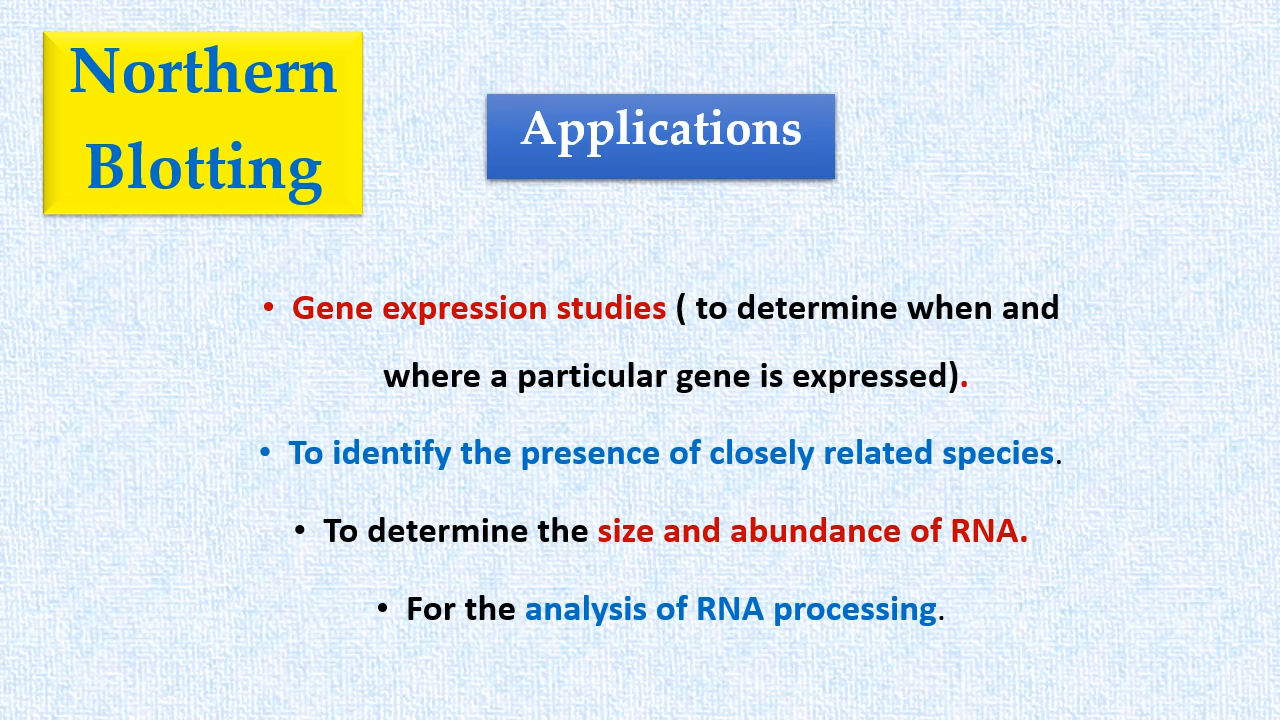 Northern
Blotting
Applications
• Gene expression studies ( to determine when and
where a particular gene is expressed).
• To identify the presence of closely related species.
• To determine the size and abundance of RNA.
• For the analysis of RNA processing.